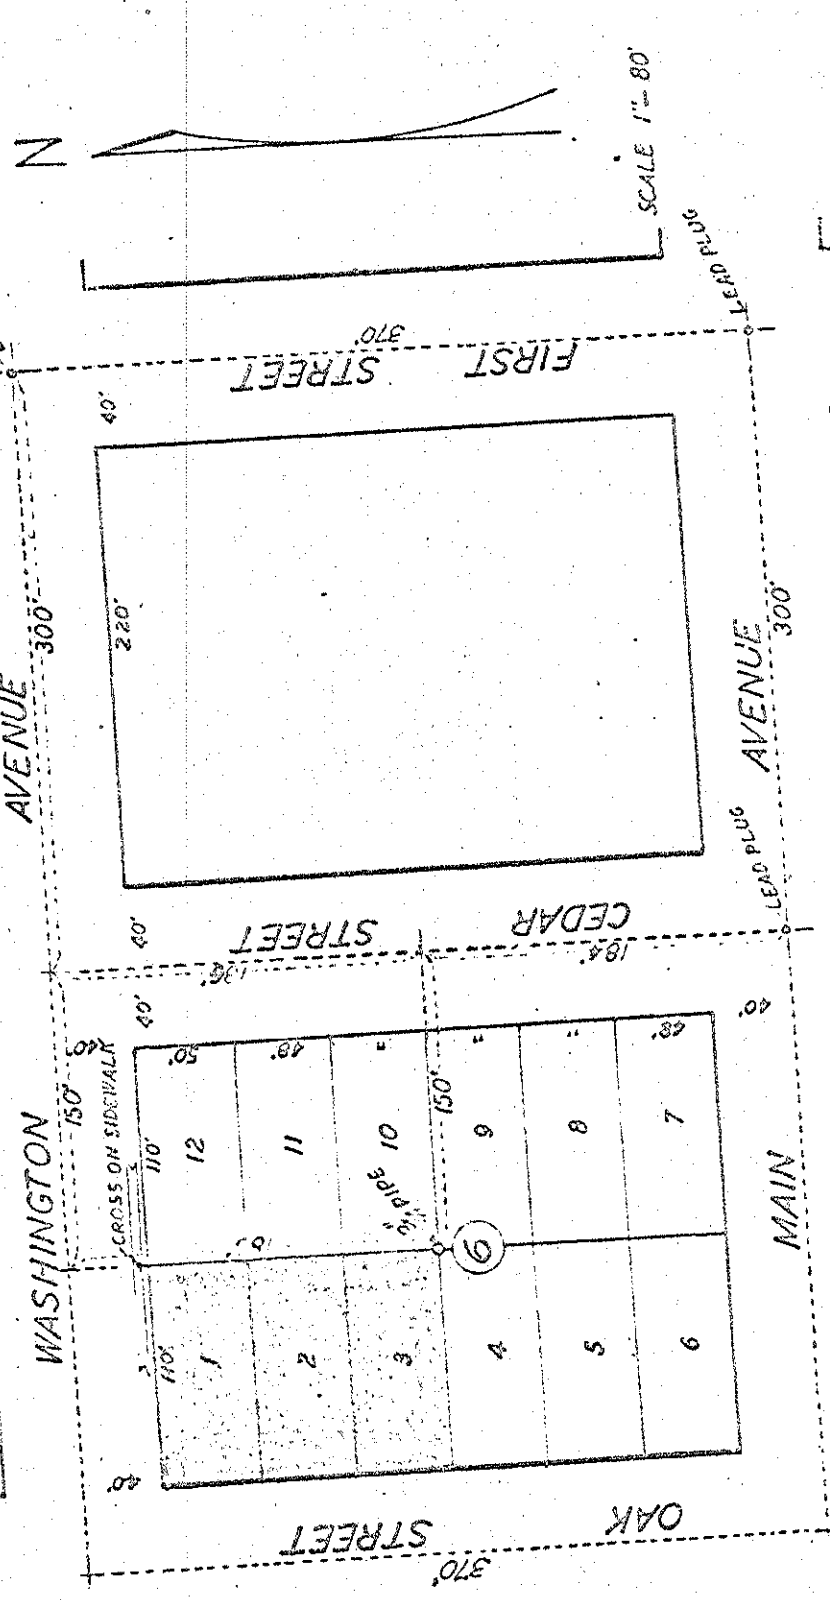 N
SCALE 1"– 80'
LEAD PLUG
370'
FIRST STREET
40'
220'
AVENUE
300'
AVENUE
300'
LEAD PLUG
40'
CEDAR STREET
184'
40'
40'
40'
WASHINGTON
150'
CROSS ON SIDEWALK
110'
50'
48'
"
"
"
48'
12
11
10
9
8
7
150'
PIPE
6
MAIN
110'
1
2
3
4
5
6
40'
OAK STREET
370'